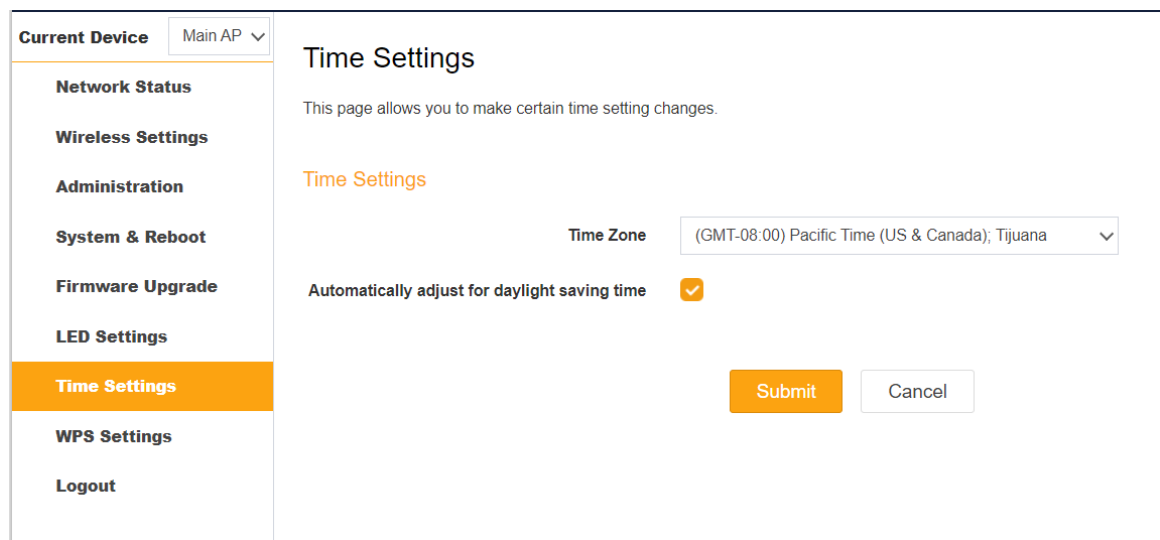 Current Device Main AP
Network Status
Wireless Settings
Administration
System & Reboot
Firmware Upgrade
LED Settings
Time Settings
WPS Settings
Logout
Time Settings
This page allows you to make certain time setting changes.
Time Settings
Time Zone (GMT-08:00) Pacific Time (US & Canada); Tijuana
Automatically adjust for daylight saving time
Submit Cancel